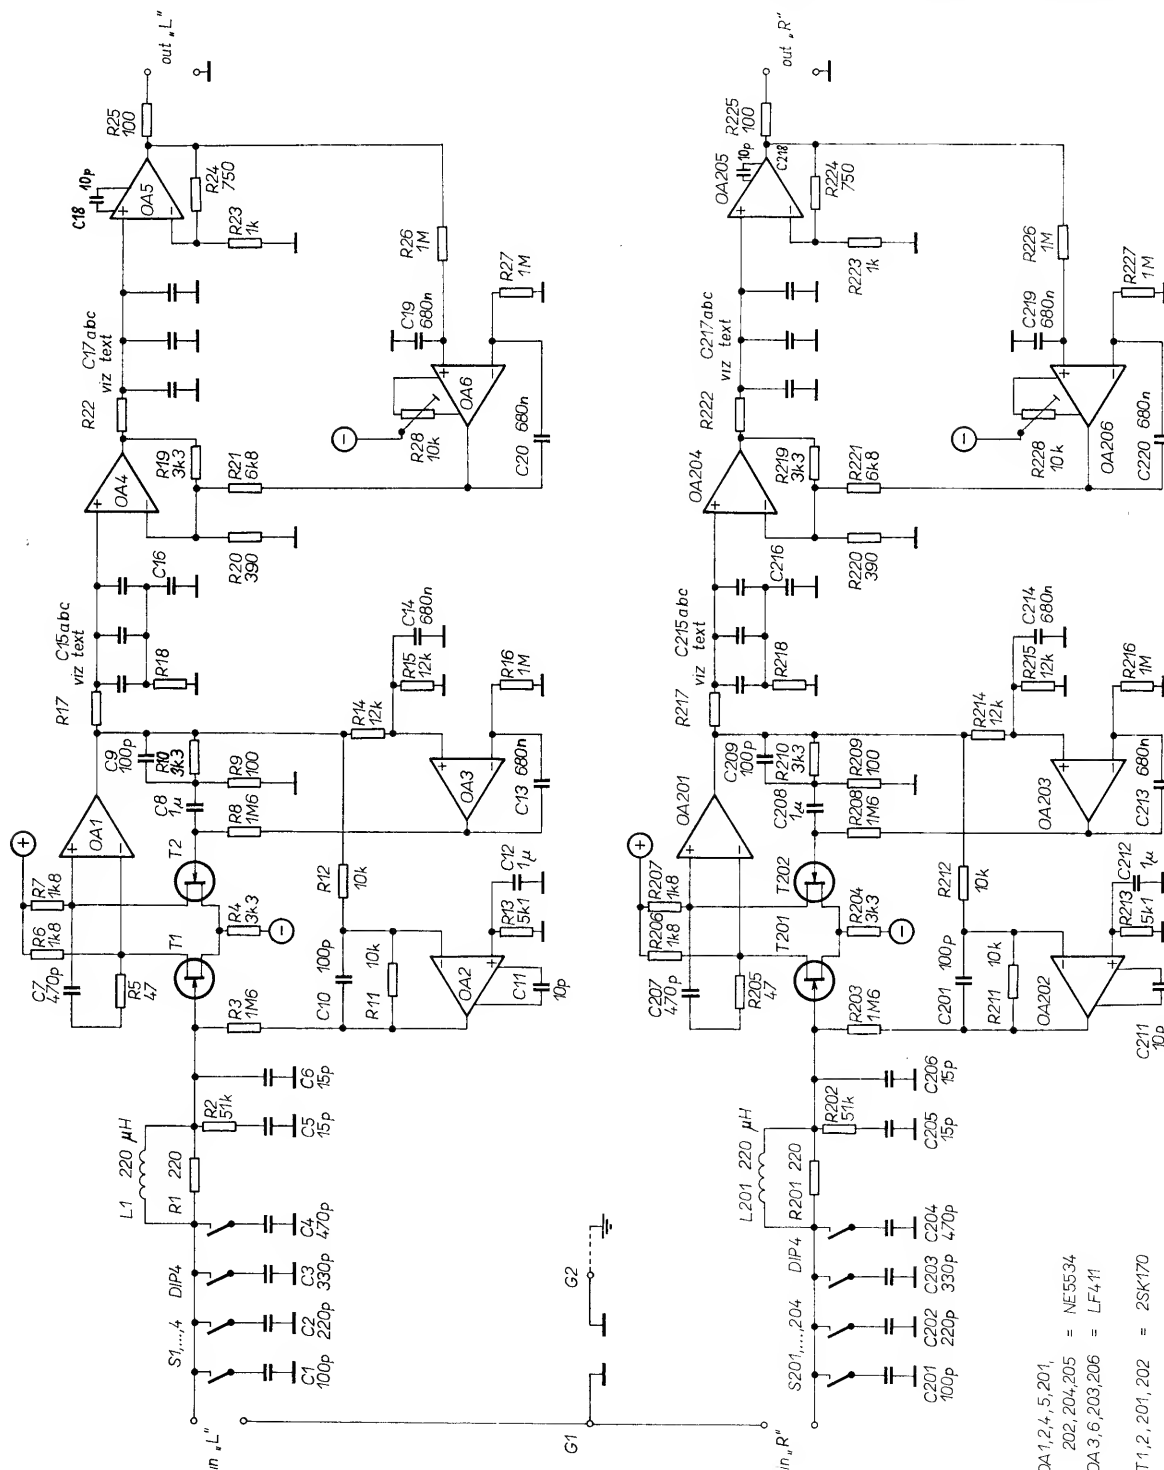 in „L"
S1,...,4 DIP4
C1
100p
C2
220p
C3
330p
C4
470p
L1 220 µH
R1 220
R2
51k
C5
15p
C6
15p
C7
470p
R5
47
R6
1k8
R7
1k8
T1
T2
R3
1M6
R4
3k3
OA1
C8
1µ
R8
1M6
R9
100
R10
3k3
C9
100p
C10
100p
R11
10k
R12
10k
OA2
C11
10p
R13
5k1
C12
1µ
OA3
C13 680n
R14
12k
R15
12k
C14
680n
R16
1M
R17
C15abc
viz text
R18
C16
OA4
R19
3k3
R20
390
R21
6k8
R22
C17abc
viz text
C18 10p
OA5
R23
1k
R24
750
R25
100
out „L"
R26
1M
C19
680n
R27
1M
OA6
R28
10k
C20 680n
G1
G2
in „R"
S201,...,204 DIP4
C201
100p
C202
220p
C203
330p
C204
470p
L201 220 µH
R201 220
R202
51k
C205
15p
C206
15p
C207
470p
R205
47
R206
1k8
R207
1k8
T201
T202
R203
1M6
R204
3k3
OA201
C208
1µ
R208
1M6
R209
100
R210
3k3
C209
100p
C201
100p
R211
10k
R212
10k
OA202
C211
10p
R213
5k1
C212
1µ
OA203
C213 680n
R214
12k
R215
12k
C214
680n
R216
1M
R217
C215abc
viz text
R218
C216
OA204
R219
3k3
R220
390
R221
6k8
R222
C217abc
viz text
OA205
10p
C218
R223
1k
R224
750
R225
100
out „R"
R226
1M
C219
680n
R227
1M
R228
10k
OA206
C220 680n
OA1,2,4,5,201,
202,204,205 = NE5534
OA3,6,203,206 = LF411
T1,2,201,202 = 2SK170